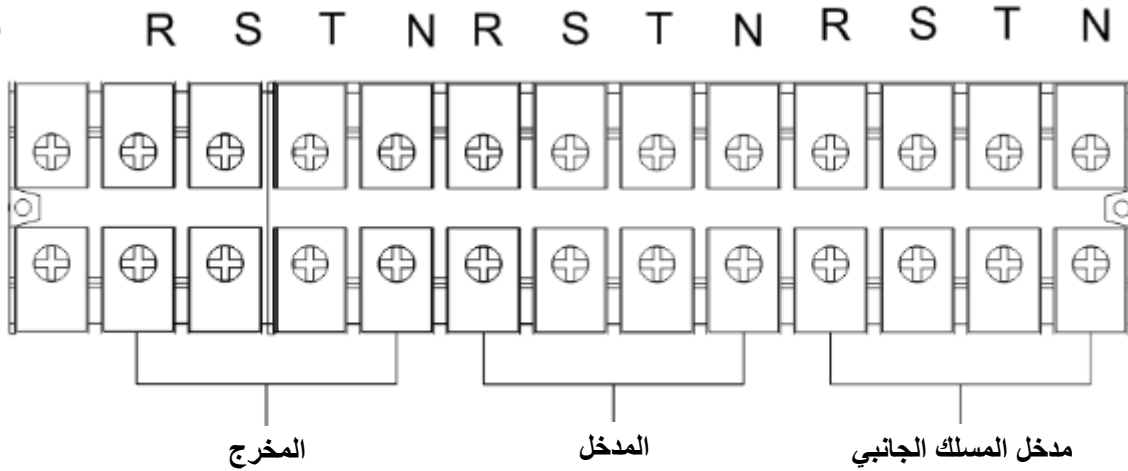 R S T N R S T N R S T N
المخرج المدخل مدخل المسلك الجانبي